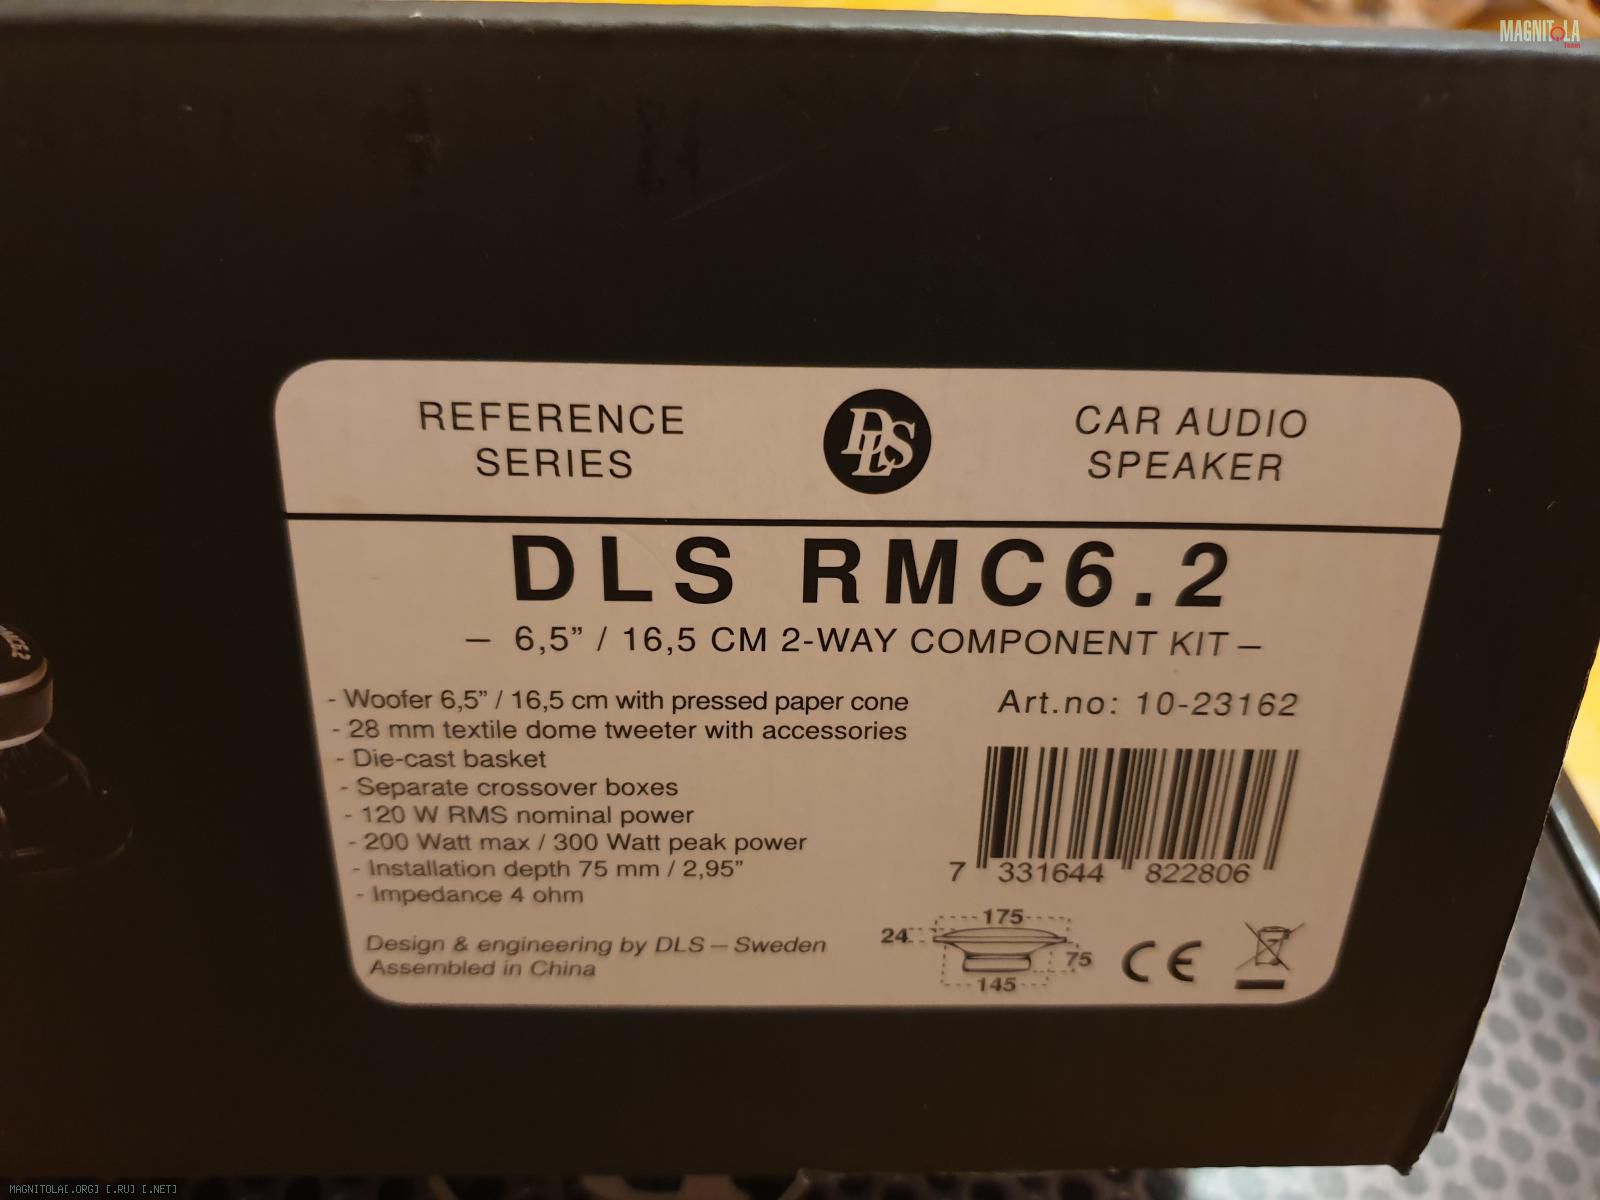 MAGNITOLA
Team
REFERENCE
SERIES
DLS
CAR AUDIO
SPEAKER
DLS RMC6.2
– 6,5” / 16,5 CM 2-WAY COMPONENT KIT –
- Woofer 6,5” / 16,5 cm with pressed paper cone
- 28 mm textile dome tweeter with accessories
- Die-cast basket
- Separate crossover boxes
- 120 W RMS nominal power
- 200 Watt max / 300 Watt peak power
- Installation depth 75 mm / 2,95”
- Impedance 4 ohm
Design & engineering by DLS – Sweden
Assembled in China
Art.no: 10-23162
7 331644 822806
175
24
75
145
CE
MAGNITOLA[.ORG] [.RU] [.NET]